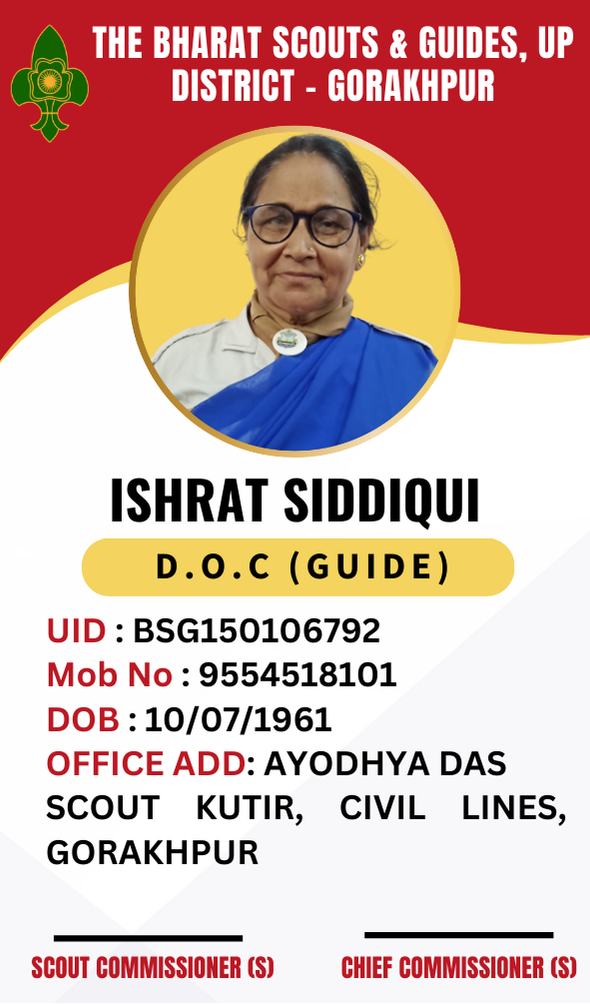 THE BHARAT SCOUTS & GUIDES, UP
DISTRICT - GORAKHPUR
ISHRAT SIDDIQUI
D.O.C (GUIDE)
UID : BSG150106792
Mob No : 9554518101
DOB : 10/07/1961
OFFICE ADD: AYODHYA DAS
SCOUT KUTIR, CIVIL LINES,
GORAKHPUR
SCOUT COMMISSIONER (S)
CHIEF COMMISSIONER (S)